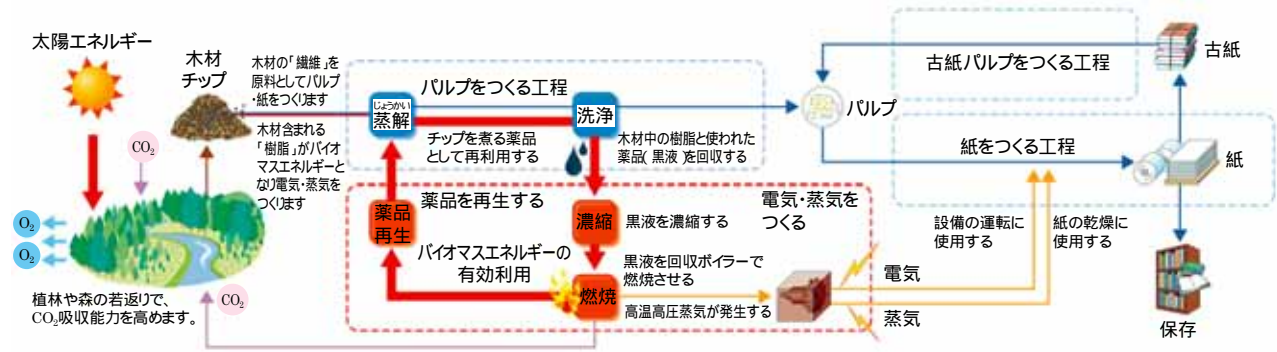 太陽エネルギー
木材
チップ
木材の「繊維」を
原料としてパルプ
・紙をつくります
木材含まれる
「樹脂」がバイオ
マスエネルギーと
なり電気・蒸気を
つくります
CO₂
O₂
O₂
CO₂
植林や森の若返りで、
CO₂吸収能力を高めます。
パルプをつくる工程
じょうかい
蒸解
洗浄
チップを煮る薬品
として再利用する
木材中の樹脂と使われた
薬品(黒液)を回収する
薬品
再生
薬品を再生する
電気・蒸気を
つくる
濃縮
黒液を濃縮する
バイオマスエネルギーの
有効利用
黒液を回収ボイラーで
燃焼させる
燃焼
高温高圧蒸気が発生する
電気
蒸気
設備の運転に
使用する
紙の乾燥に
使用する
パルプ
古紙パルプをつくる工程
古紙
紙をつくる工程
紙
保存